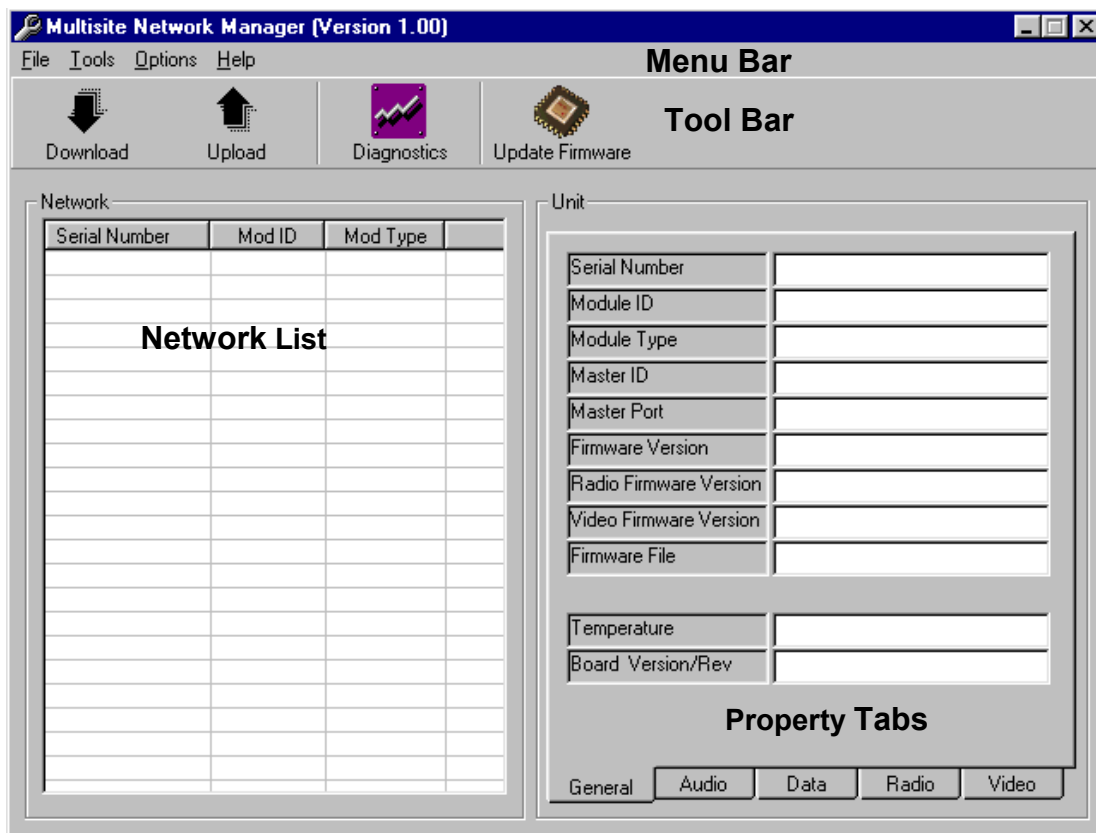 Multisite Network Manager (Version 1.00)
File Tools Options Help
Menu Bar
Download Upload Diagnostics Update Firmware
Tool Bar
Network
Serial Number Mod ID Mod Type
Network List
Unit
Serial Number
Module ID
Module Type
Master ID
Master Port
Firmware Version
Radio Firmware Version
Video Firmware Version
Firmware File
Temperature
Board Version/Rev
Property Tabs
General Audio Data Radio Video